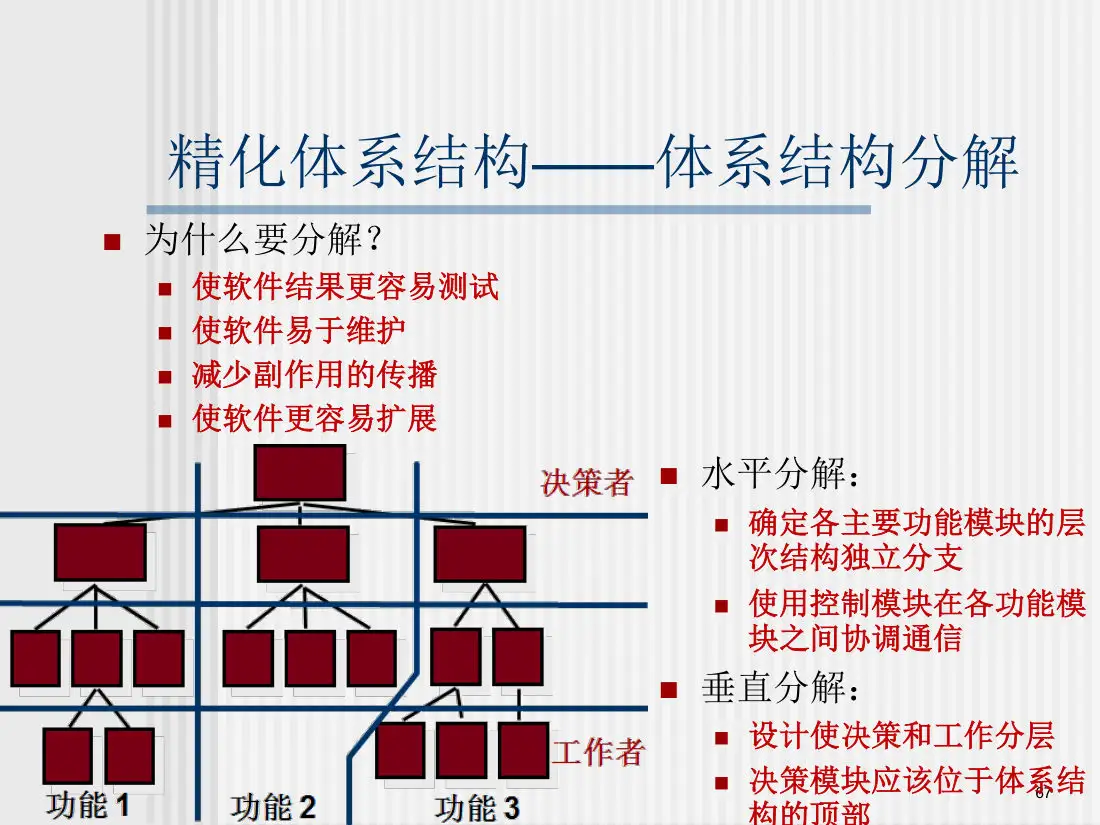 精化体系结构——体系结构分解
为什么要分解？
使软件结果更容易测试
使软件易于维护
减少副作用的传播
使软件更容易扩展
决策者
工作者
功能 1
功能 2
功能 3
水平分解：
确定各主要功能模块的层
次结构独立分支
使用控制模块在各功能模
块之间协调通信
垂直分解：
设计使决策和工作分层
决策模块应该位于体系结
构的顶部
67